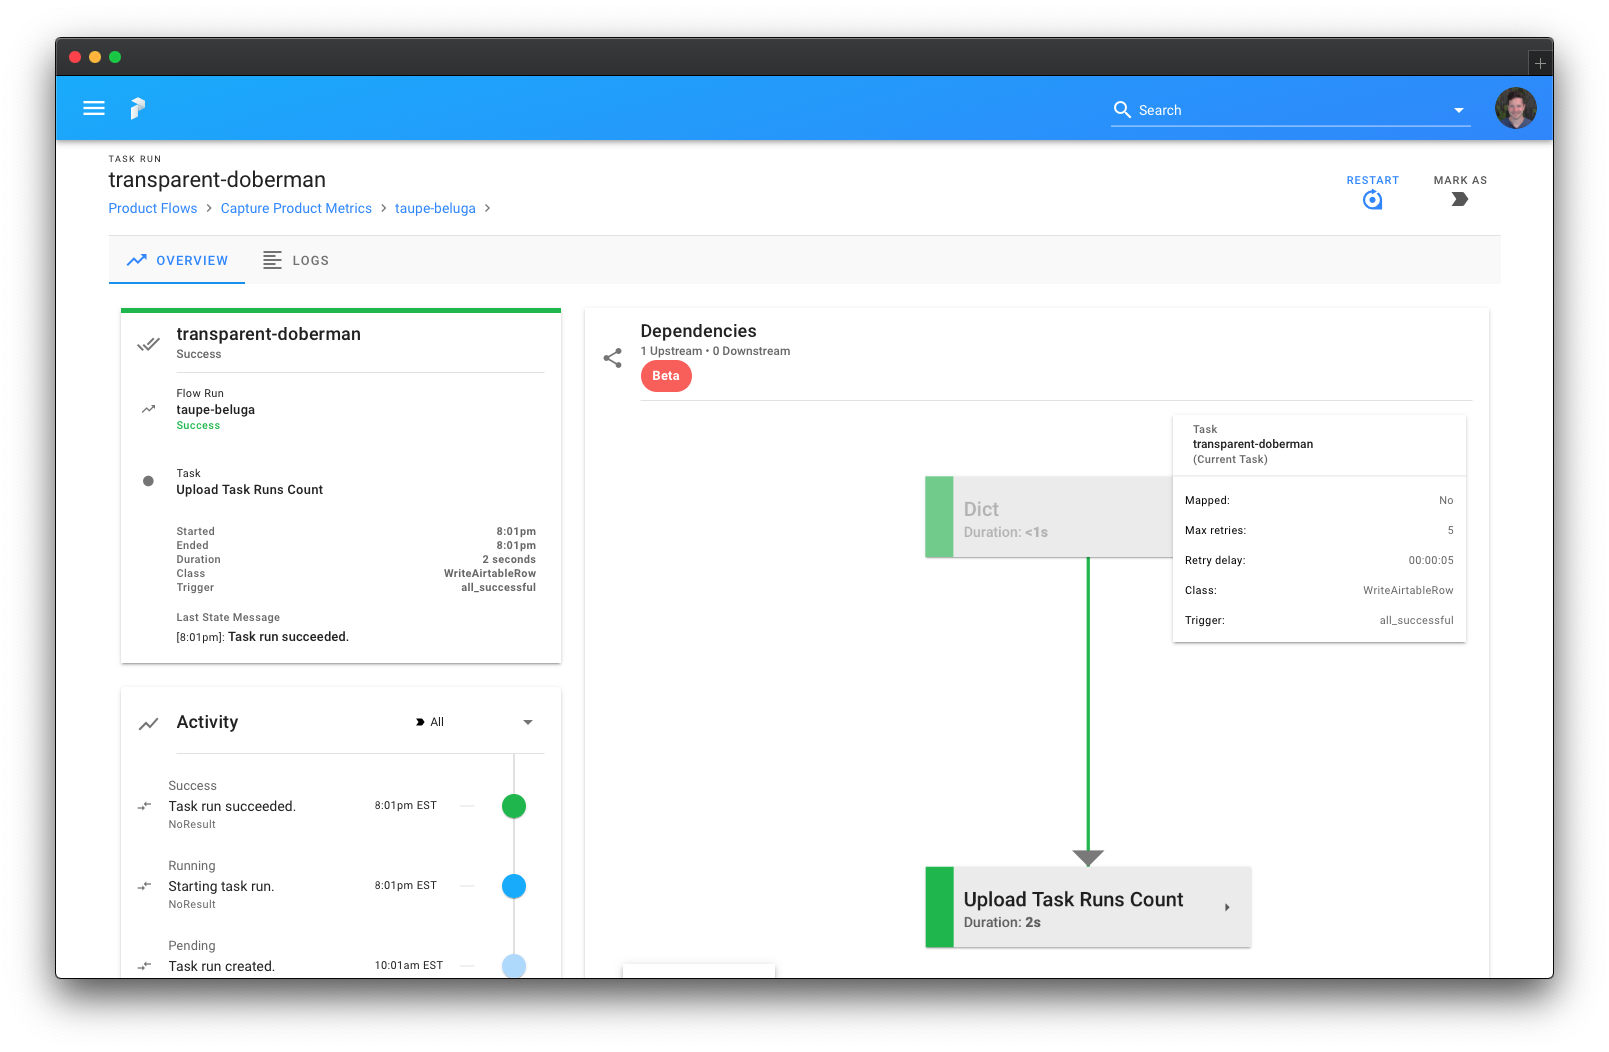 Search
TASK RUN
transparent-doberman
Product Flows > Capture Product Metrics > taupe-beluga >
RESTART
MARK AS
OVERVIEW
LOGS
transparent-doberman
Success
Flow Run
taupe-beluga
Success
Task
Upload Task Runs Count
Started 8:01pm
Ended 8:01pm
Duration 2 seconds
Class WriteAirtableRow
Trigger all_successful
Last State Message
[8:01pm]: Task run succeeded.
Activity
All
Success
Task run succeeded. 8:01pm EST
NoResult
Running
Starting task run. 8:01pm EST
NoResult
Pending
Task run created. 10:01am EST
Dependencies
1 Upstream • 0 Downstream
Beta
Dict
Duration: <1s
Task
transparent-doberman
(Current Task)
Mapped: No
Max retries: 5
Retry delay: 00:00:05
Class: WriteAirtableRow
Trigger: all_successful
Upload Task Runs Count
Duration: 2s